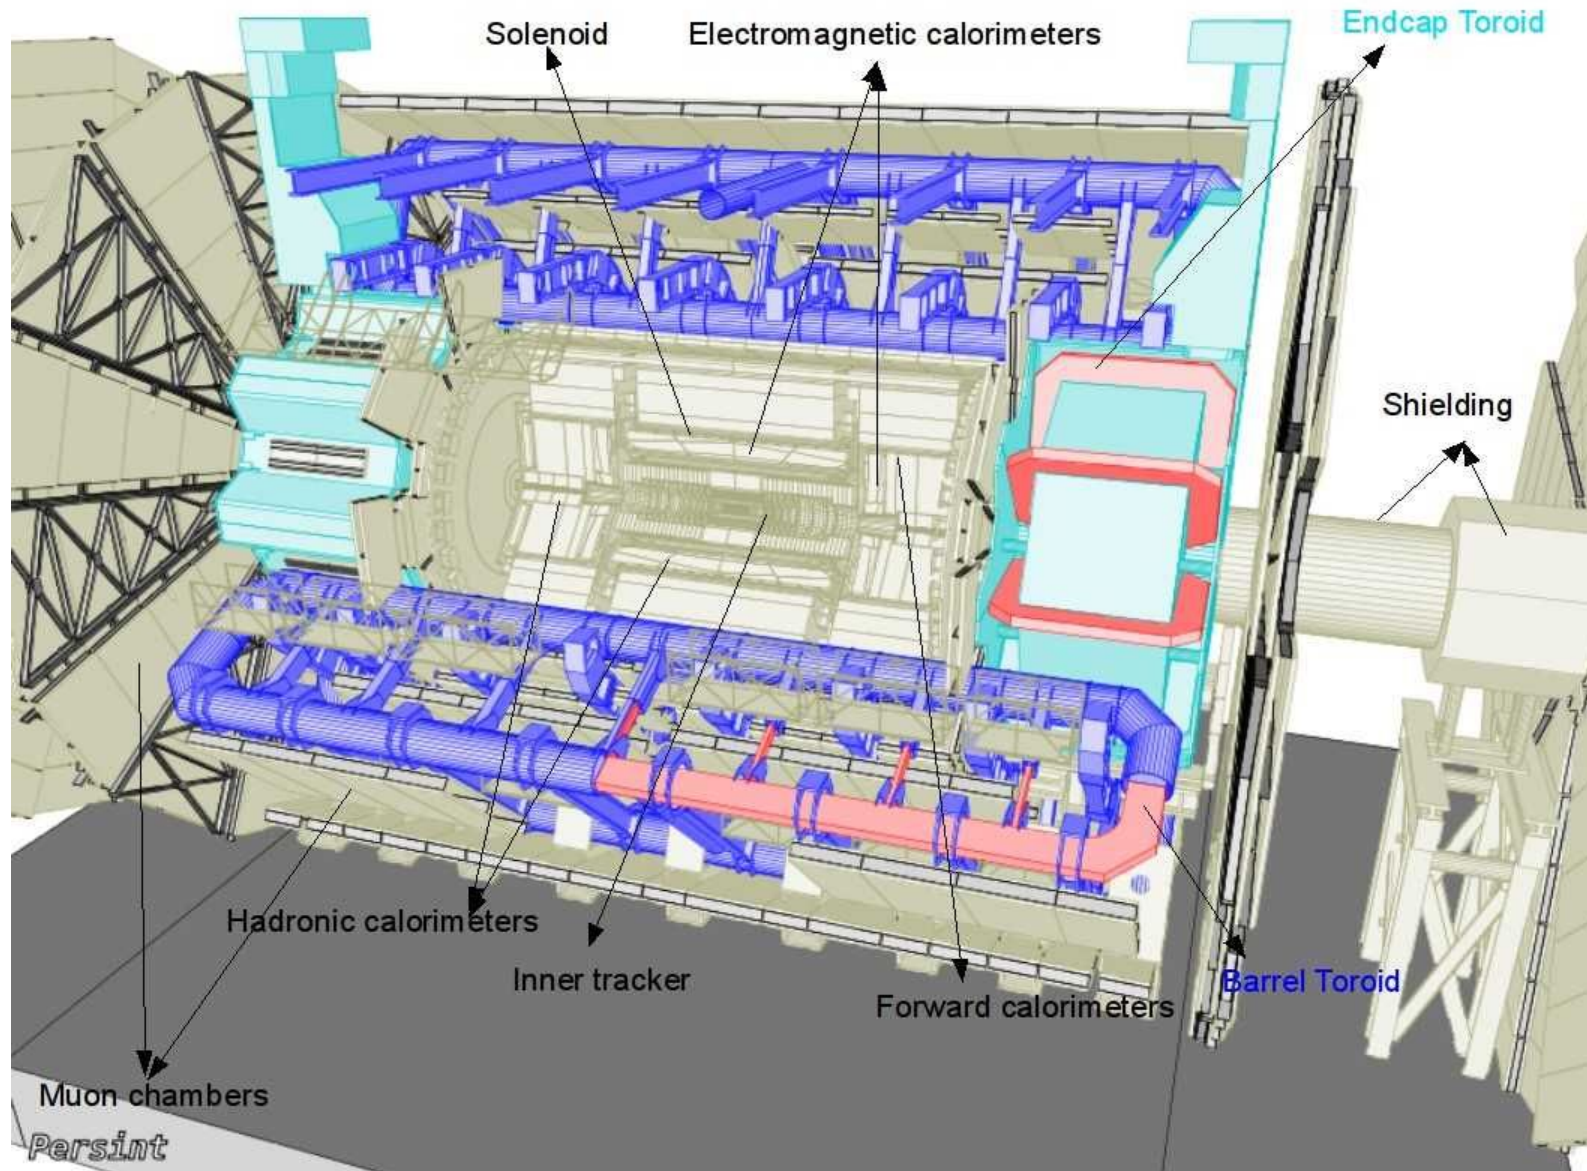 Solenoid
Electromagnetic calorimeters
Endcap Toroid
Shielding
Hadronic calorimeters
Inner tracker
Forward calorimeters
Barrel Toroid
Muon chambers
Persint